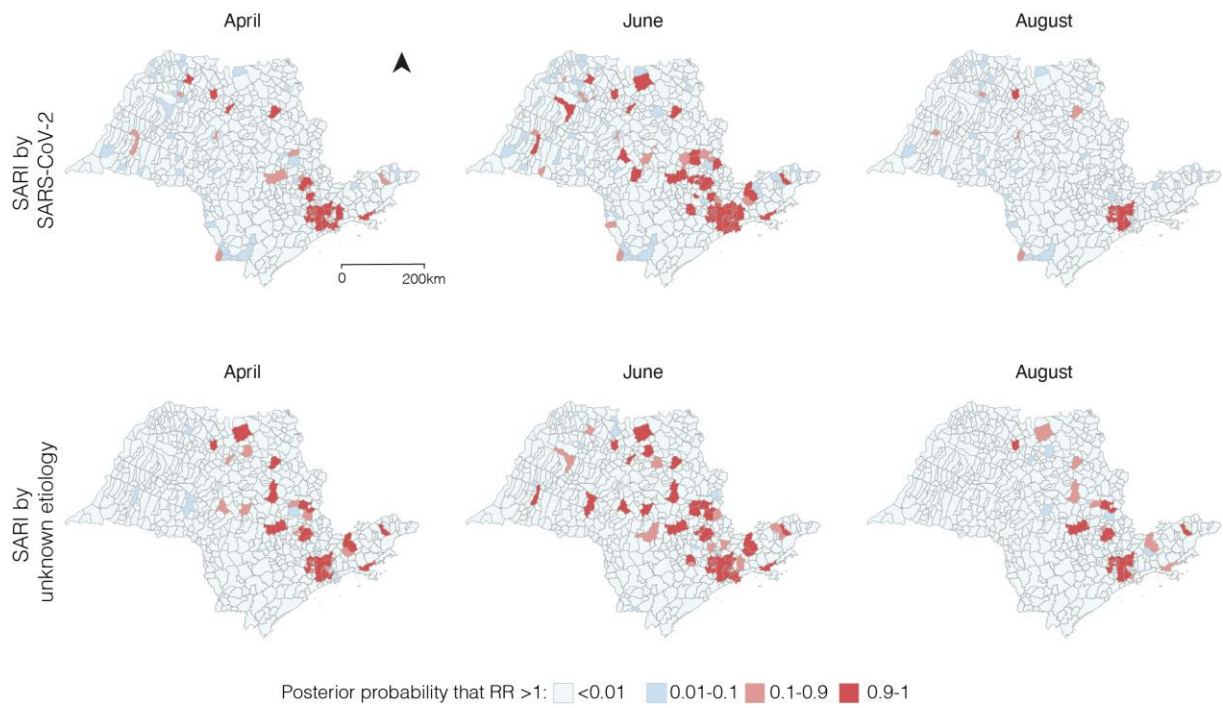 April
June
August
SARI by
SARS-CoV-2
0
200km
April
June
August
SARI by
unknown etiology
Posterior probability that RR >1: <0.01 0.01-0.1 0.1-0.9 0.9-1